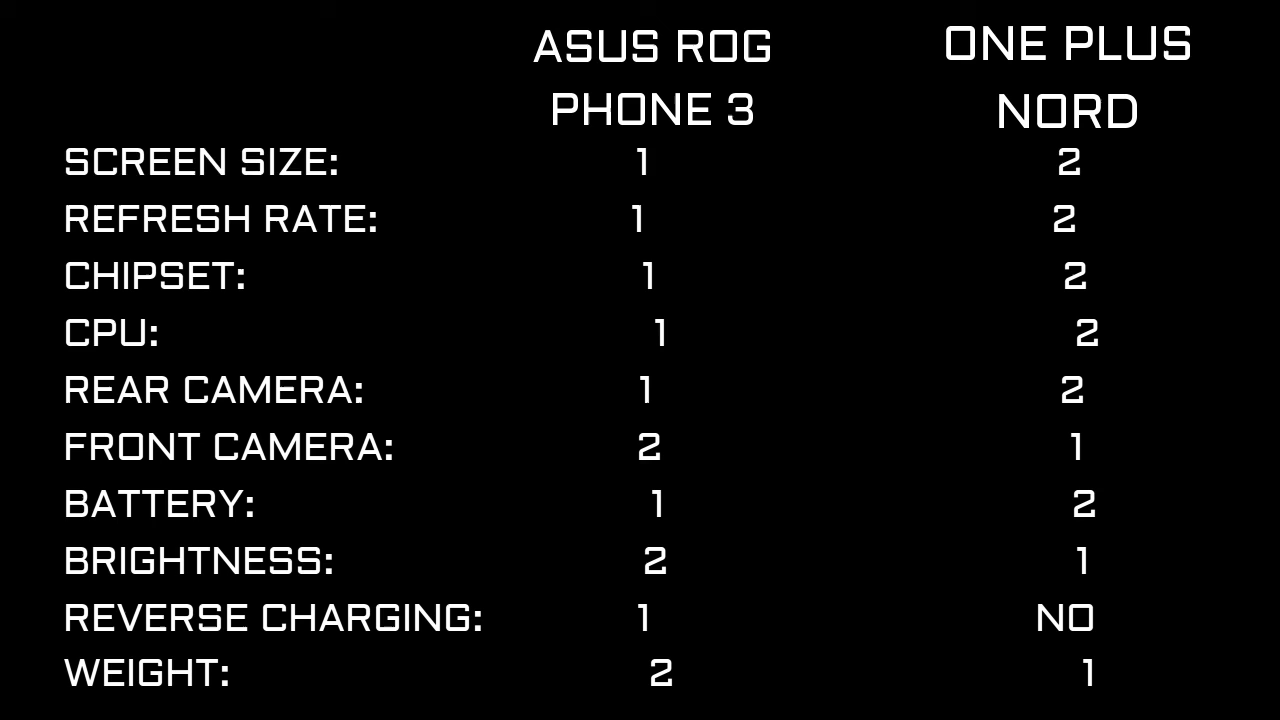 ASUS ROG ONE PLUS
PHONE 3 NORD
SCREEN SIZE: 1 2
REFRESH RATE: 1 2
CHIPSET: 1 2
CPU: 1 2
REAR CAMERA: 1 2
FRONT CAMERA: 2 1
BATTERY: 1 2
BRIGHTNESS: 2 1
REVERSE CHARGING: 1 NO
WEIGHT: 2 1